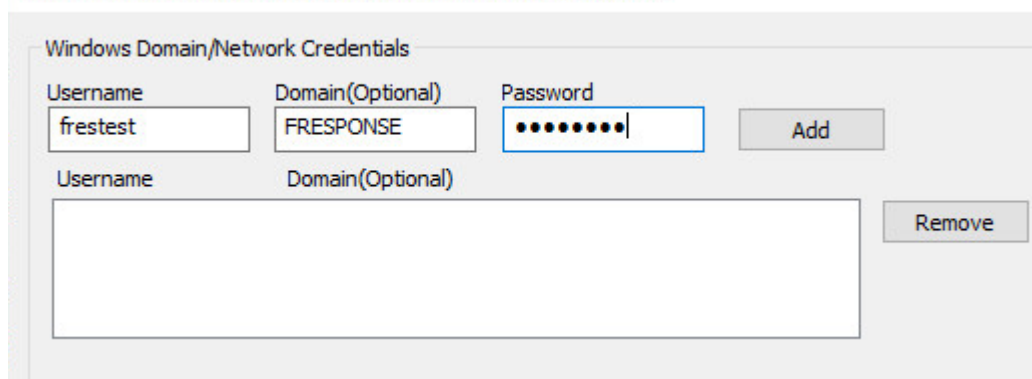 Windows Domain/Network Credentials
Username Domain(Optional) Password
frestest FRESPONSE ●●●●●●●● Add
Username Domain(Optional)
Remove